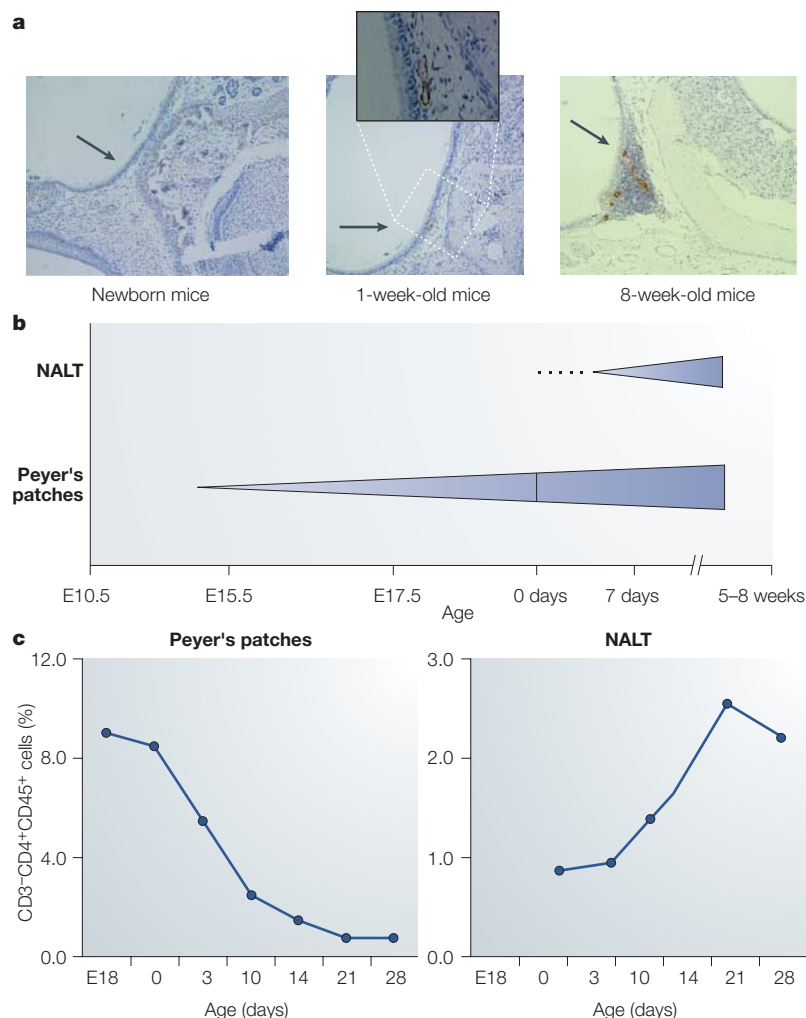 a
Newborn mice
1-week-old mice
8-week-old mice
b
NALT
Peyer's
patches
E10.5
E15.5
E17.5
0 days
7 days
5–8 weeks
Age
c
Peyer's patches
NALT
CD3⁻CD4⁺CD45⁺ cells (%)
12.0
8.0
4.0
0.0
E18
0
3
10
14
21
28
Age (days)
3.0
2.0
1.0
0.0
E18
0
3
10
14
21
28
Age (days)